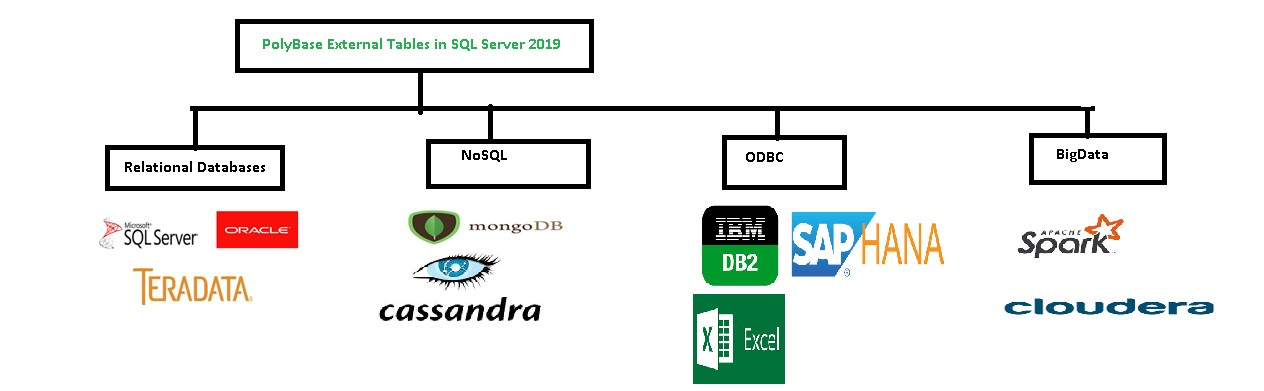 PolyBase External Tables in SQL Server 2019
Relational Databases
NoSQL
ODBC
BigData
Microsoft®
SQL Server
ORACLE
TERADATA
mongoDB
cassandra
IBM
DB2
SAP HANA
Excel
APACHE
Spark
cloudera